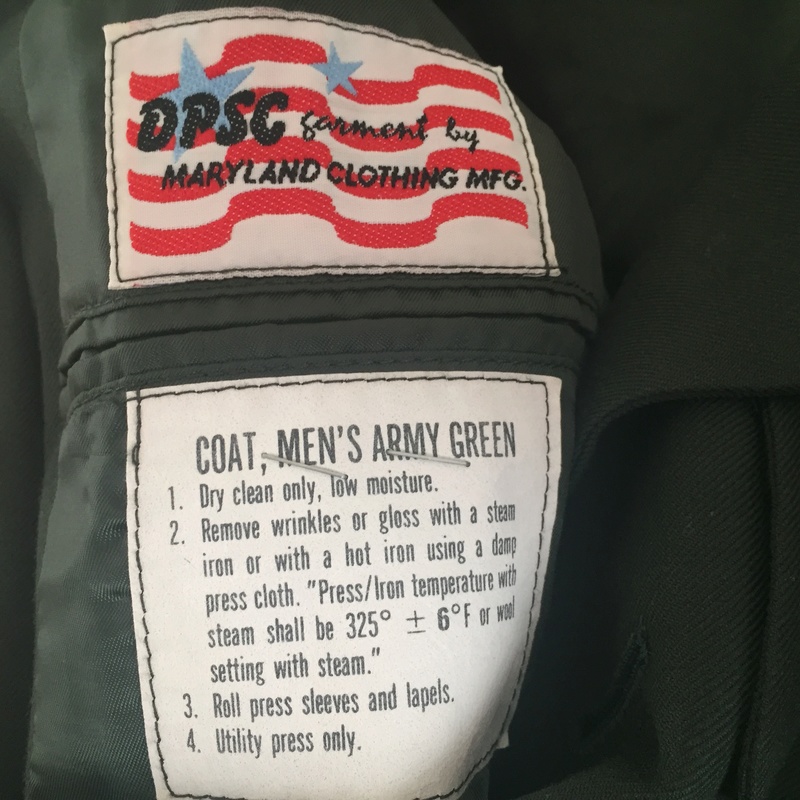 DPSC garment by
MARYLAND CLOTHING MFG.
COAT, MEN'S ARMY GREEN
1. Dry clean only, low moisture.
2. Remove wrinkles or gloss with a steam
iron or with a hot iron using a damp
press cloth. "Press/Iron temperature with
steam shall be 325° ± 6°F or wool
setting with steam."
3. Roll press sleeves and lapels.
4. Utility press only.